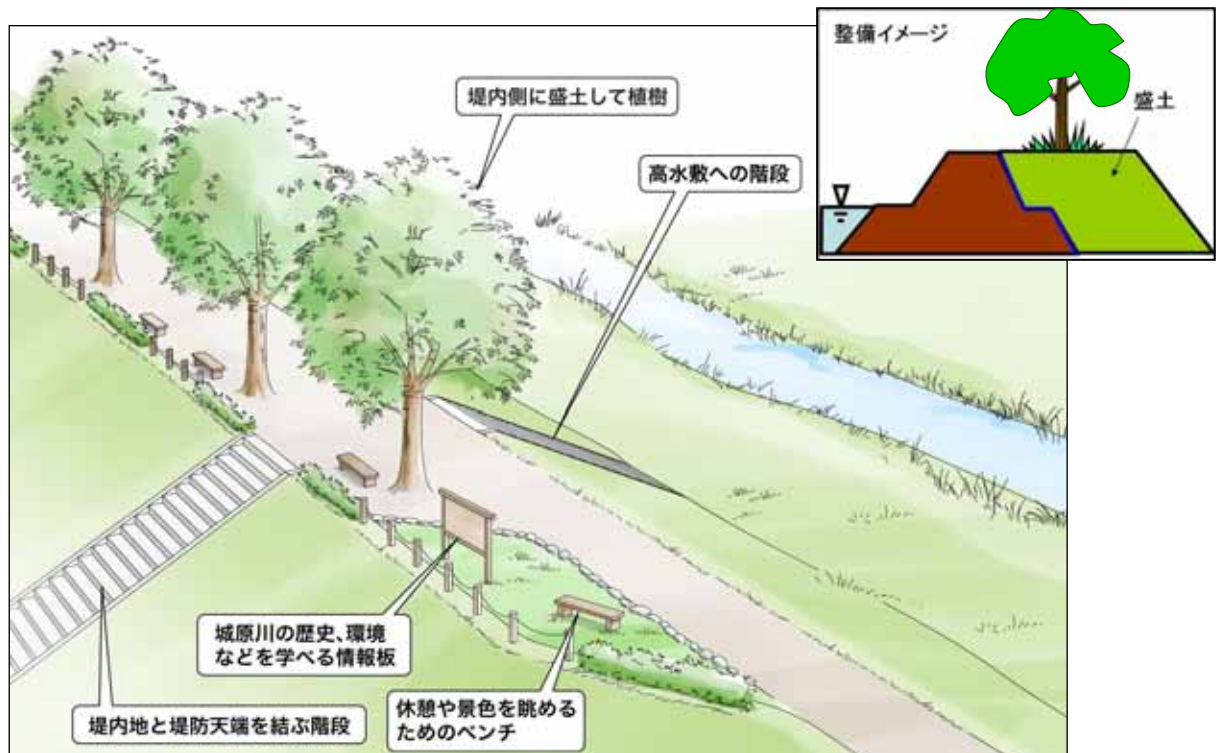 整備イメージ
盛土
堤内側に盛土して植樹
高水敷への階段
城原川の歴史、環境
などを学べる情報板
休憩や景色を眺める
ためのベンチ
堤内地と堤防天端を結ぶ階段